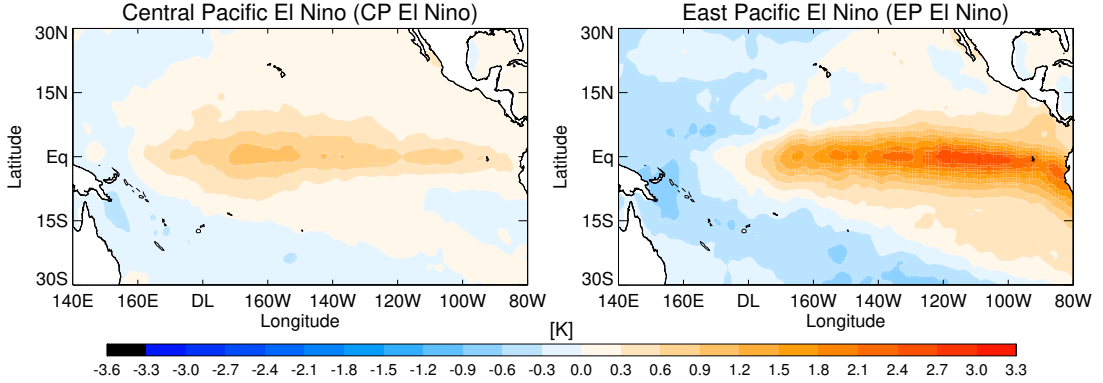 Central Pacific El Nino (CP El Nino)
30N
15N
Eq
15S
30S
Latitude
140E 160E DL 160W 140W 120W 100W 80W
Longitude
East Pacific El Nino (EP El Nino)
30N
15N
Eq
15S
30S
Latitude
140E 160E DL 160W 140W 120W 100W 80W
Longitude
[K]
-3.6 -3.3 -3.0 -2.7 -2.4 -2.1 -1.8 -1.5 -1.2 -0.9 -0.6 -0.3 0.0 0.3 0.6 0.9 1.2 1.5 1.8 2.1 2.4 2.7 3.0 3.3